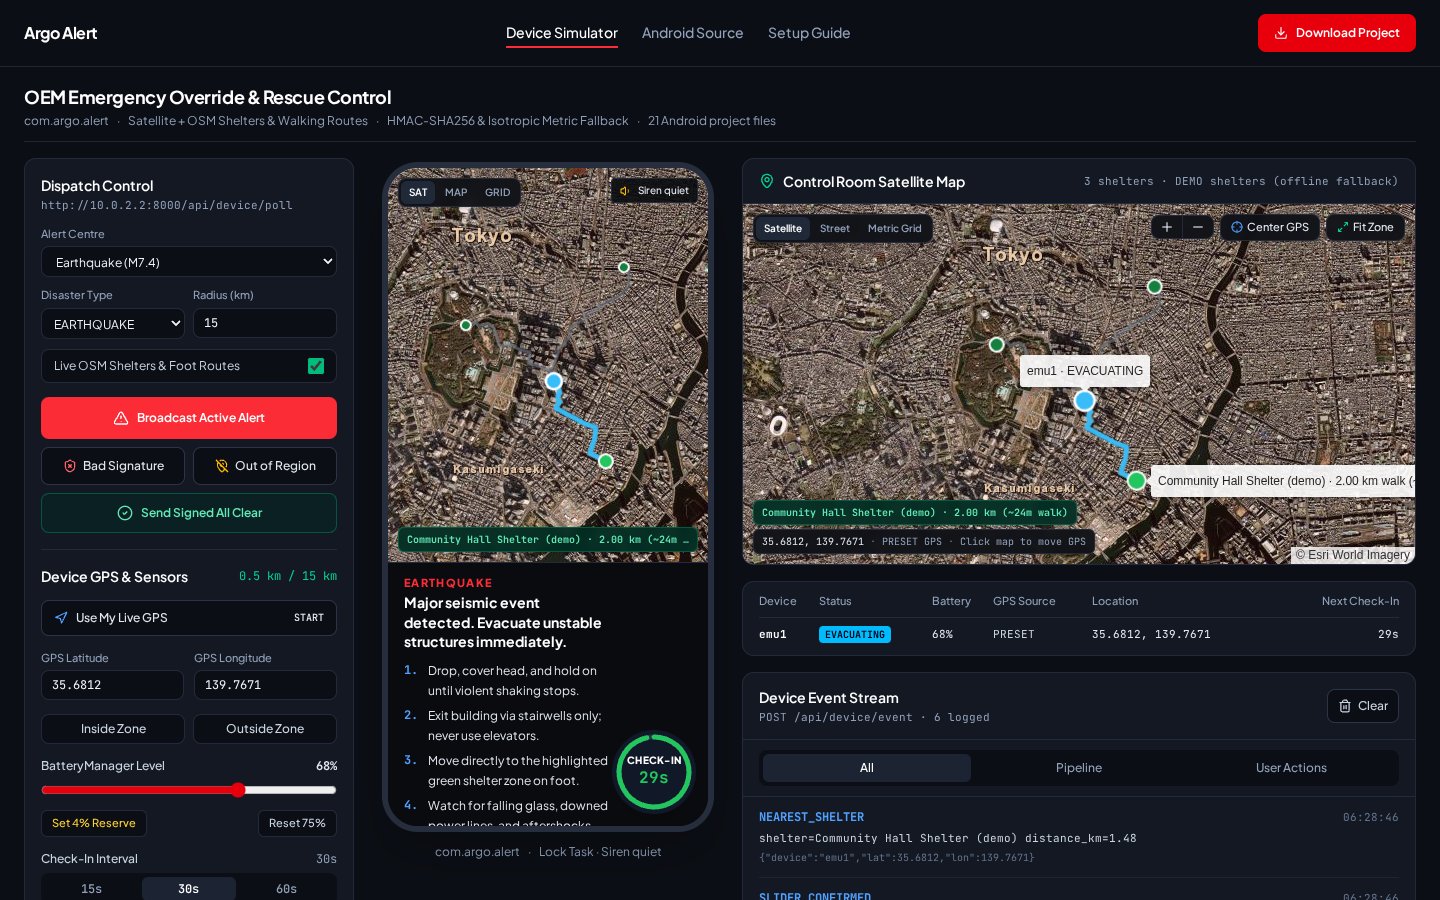 Argo Alert
Device Simulator
Android Source
Setup Guide
Download Project
OEM Emergency Override & Rescue Control
com.argo.alert · Satellite + OSM Shelters & Walking Routes · HMAC-SHA256 & Isotropic Metric Fallback · 21 Android project files
Dispatch Control
http://10.0.2.2:8000/api/device/poll
Alert Centre
Earthquake (M7.4)
Disaster Type
Radius (km)
EARTHQUAKE
15
Live OSM Shelters & Foot Routes
Broadcast Active Alert
Bad Signature
Out of Region
Send Signed All Clear
Device GPS & Sensors
0.5 km / 15 km
Use My Live GPS
START
GPS Latitude
GPS Longitude
35.6812
139.7671
Inside Zone
Outside Zone
BatteryManager Level
68%
Set 4% Reserve
Reset 75%
Check-In Interval
30s
15s
30s
60s
SAT
MAP
GRID
Siren quiet
Tokyo
Kasumigaseki
Community Hall Shelter (demo) · 2.00 km (~24m …
EARTHQUAKE
Major seismic event
detected. Evacuate unstable
structures immediately.
1. Drop, cover head, and hold on
until violent shaking stops.
2. Exit building via stairwells only;
never use elevators.
3. Move directly to the highlighted
green shelter zone on foot.
4. Watch for falling glass, downed
power lines, and aftershocks.
CHECK-IN
29s
com.argo.alert · Lock Task · Siren quiet
Control Room Satellite Map
3 shelters · DEMO shelters (offline fallback)
Satellite
Street
Metric Grid
+
−
Center GPS
Fit Zone
Tokyo
emu1 · EVACUATING
Community Hall Shelter (demo) · 2.00 km walk (~
Kasumigaseki
Community Hall Shelter (demo) · 2.00 km (~24m walk)
35.6812, 139.7671 · PRESET GPS · Click map to move GPS
© Esri World Imagery
Device
Status
Battery
GPS Source
Location
Next Check-In
emu1
EVACUATING
68%
PRESET
35.6812, 139.7671
29s
Device Event Stream
POST /api/device/event · 6 logged
Clear
All
Pipeline
User Actions
NEAREST_SHELTER
06:28:46
shelter=Community Hall Shelter (demo) distance_km=1.48
{"device":"emu1","lat":35.6812,"lon":139.7671}
SLIDER_CONFIRMED
06:28:46